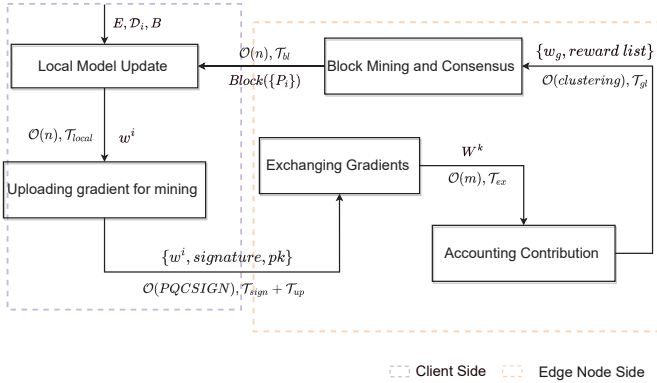 E, 𝒟ᵢ, B
Local Model Update
𝒪(n), 𝒯_bl
Block({Pᵢ})
Block Mining and Consensus
{w_g, reward list}
𝒪(clustering), 𝒯_gl
𝒪(n), 𝒯_local
wⁱ
Uploading gradient for mining
Exchanging Gradients
Wᵏ
𝒪(m), 𝒯_ex
Accounting Contribution
{wⁱ, signature, pk}
𝒪(PQCSIGN), 𝒯_sign + 𝒯_up
Client Side
Edge Node Side